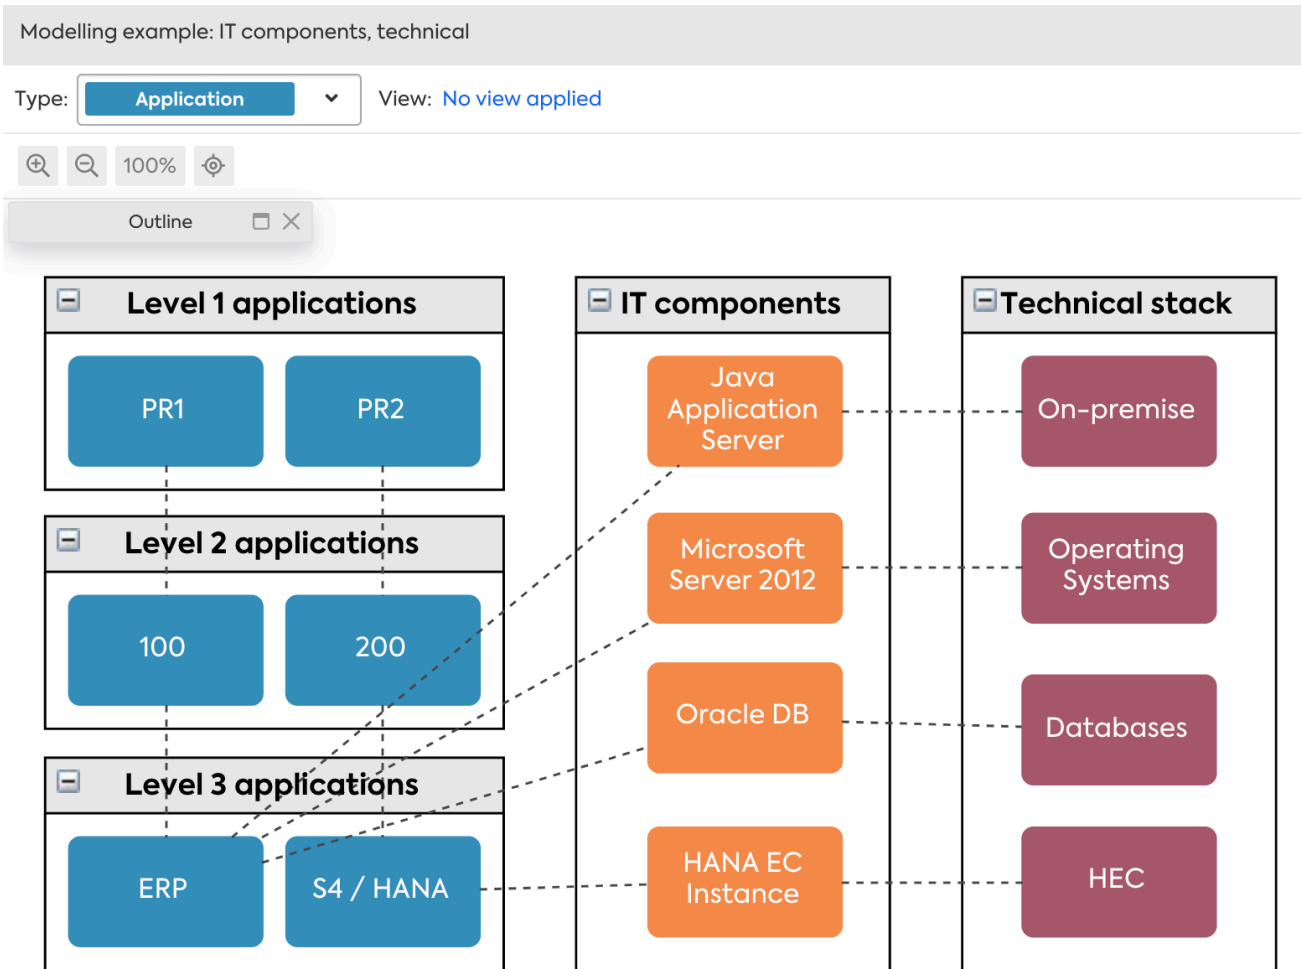 Modelling example: IT components, technical
Type: Application View: No view applied
100%
Outline
Level 1 applications
PR1 PR2
Level 2 applications
100 200
Level 3 applications
ERP S4 / HANA
IT components
Java
Application
Server
Microsoft
Server 2012
Oracle DB
HANA EC
Instance
Technical stack
On-premise
Operating
Systems
Databases
HEC